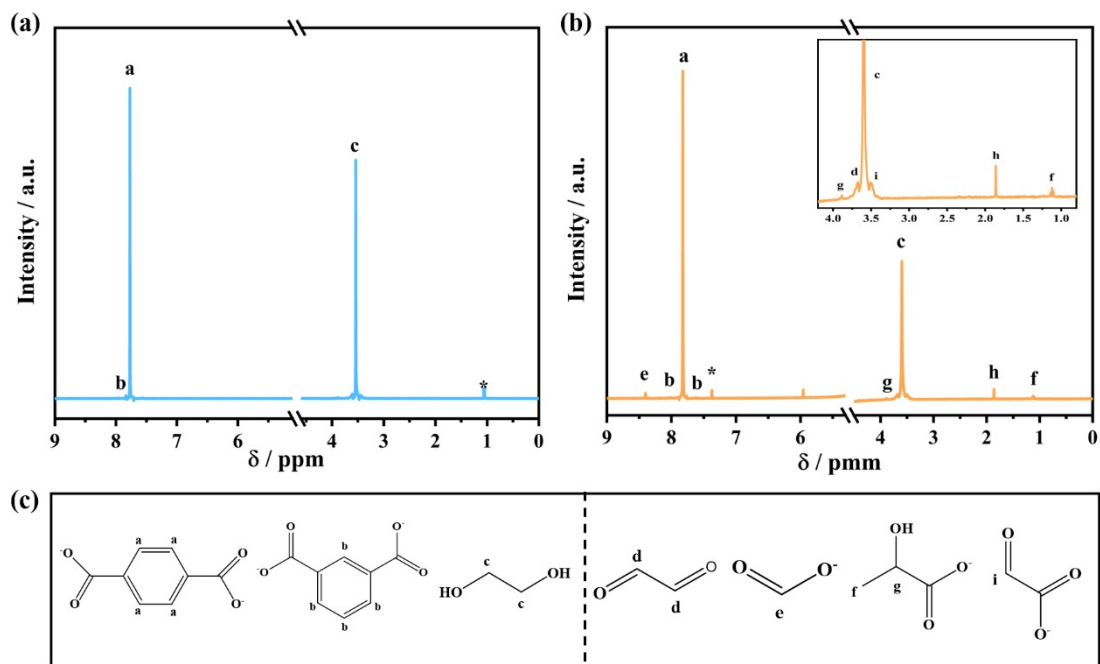 (a)
a
c
b
*
Intensity / a.u.
9 8 7 6 4 3 2 1 0
δ / ppm
(b)
a
c
g
d
i
h
f
4.0 3.5 3.0 2.5 2.0 1.5 1.0
c
e
b
b
*
g
h
f
Intensity / a.u.
9 8 7 6 4 3 2 1 0
δ / pmm
(c)
O a a O⁻
⁻O O a a
O O b ⁻O O⁻ b b b
c HO OH c
d O O d
O O⁻ e
OH f g O⁻ O
O i O O⁻